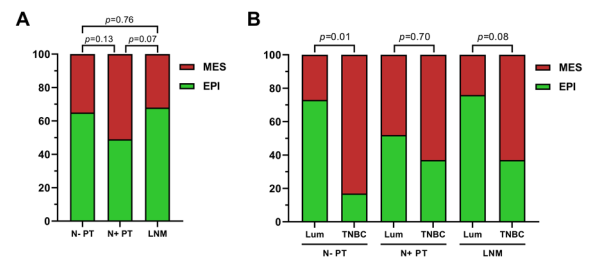 A
p=0.76
p=0.13
p=0.07
100
80
60
40
20
0
MES
EPI
N- PT
N+ PT
LNM
B
p=0.01
p=0.70
p=0.08
100
80
60
40
20
0
MES
EPI
Lum TNBC Lum TNBC Lum TNBC
N- PT N+ PT LNM